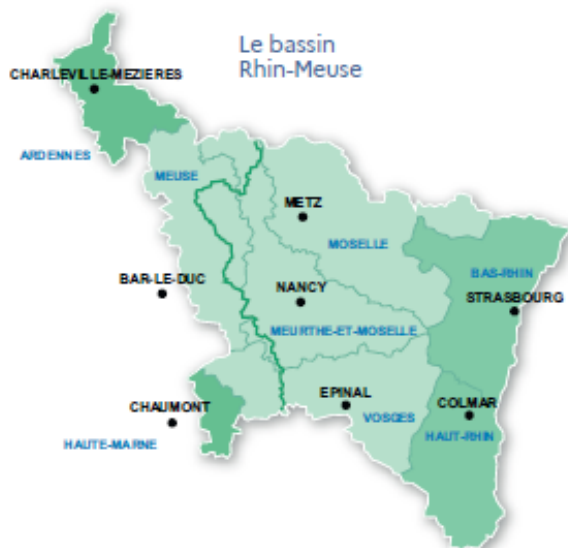 Le bassin
Rhin-Meuse
CHARLEVILLE-MEZIERES
ARDENNES
MEUSE
METZ
MOSELLE
BAS-RHIN
BAR-LE-DUC
NANCY
STRASBOURG
MEURTHE-ET-MOSELLE
EPINAL
CHAUMONT
VOSGES
COLMAR
HAUTE-MARNE
HAUT-RHIN